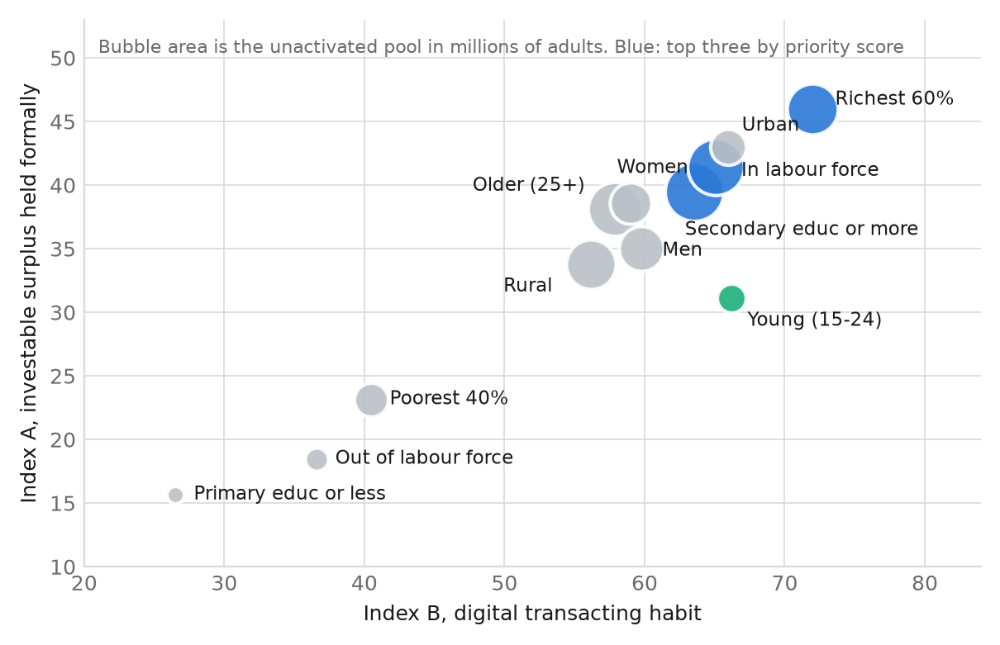 Bubble area is the unactivated pool in millions of adults. Blue: top three by priority score
Index A, investable surplus held formally
50
45
40
35
30
25
20
15
10
Richest 60%
Urban
Women
In labour force
Older (25+)
Secondary educ or more
Men
Rural
Young (15-24)
Poorest 40%
Out of labour force
Primary educ or less
20
30
40
50
60
70
80
Index B, digital transacting habit